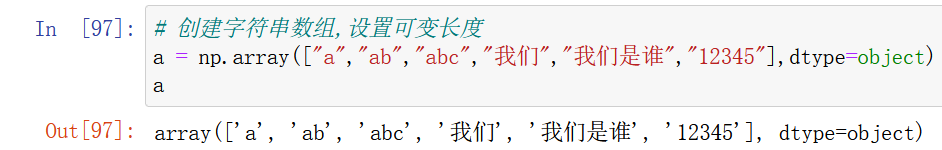 In [97]: # 创建字符串数组,设置可变长度
a = np.array(["a","ab","abc","我们","我们是谁","12345"],dtype=object)
a
Out[97]: array(['a', 'ab', 'abc', '我们', '我们是谁', '12345'], dtype=object)